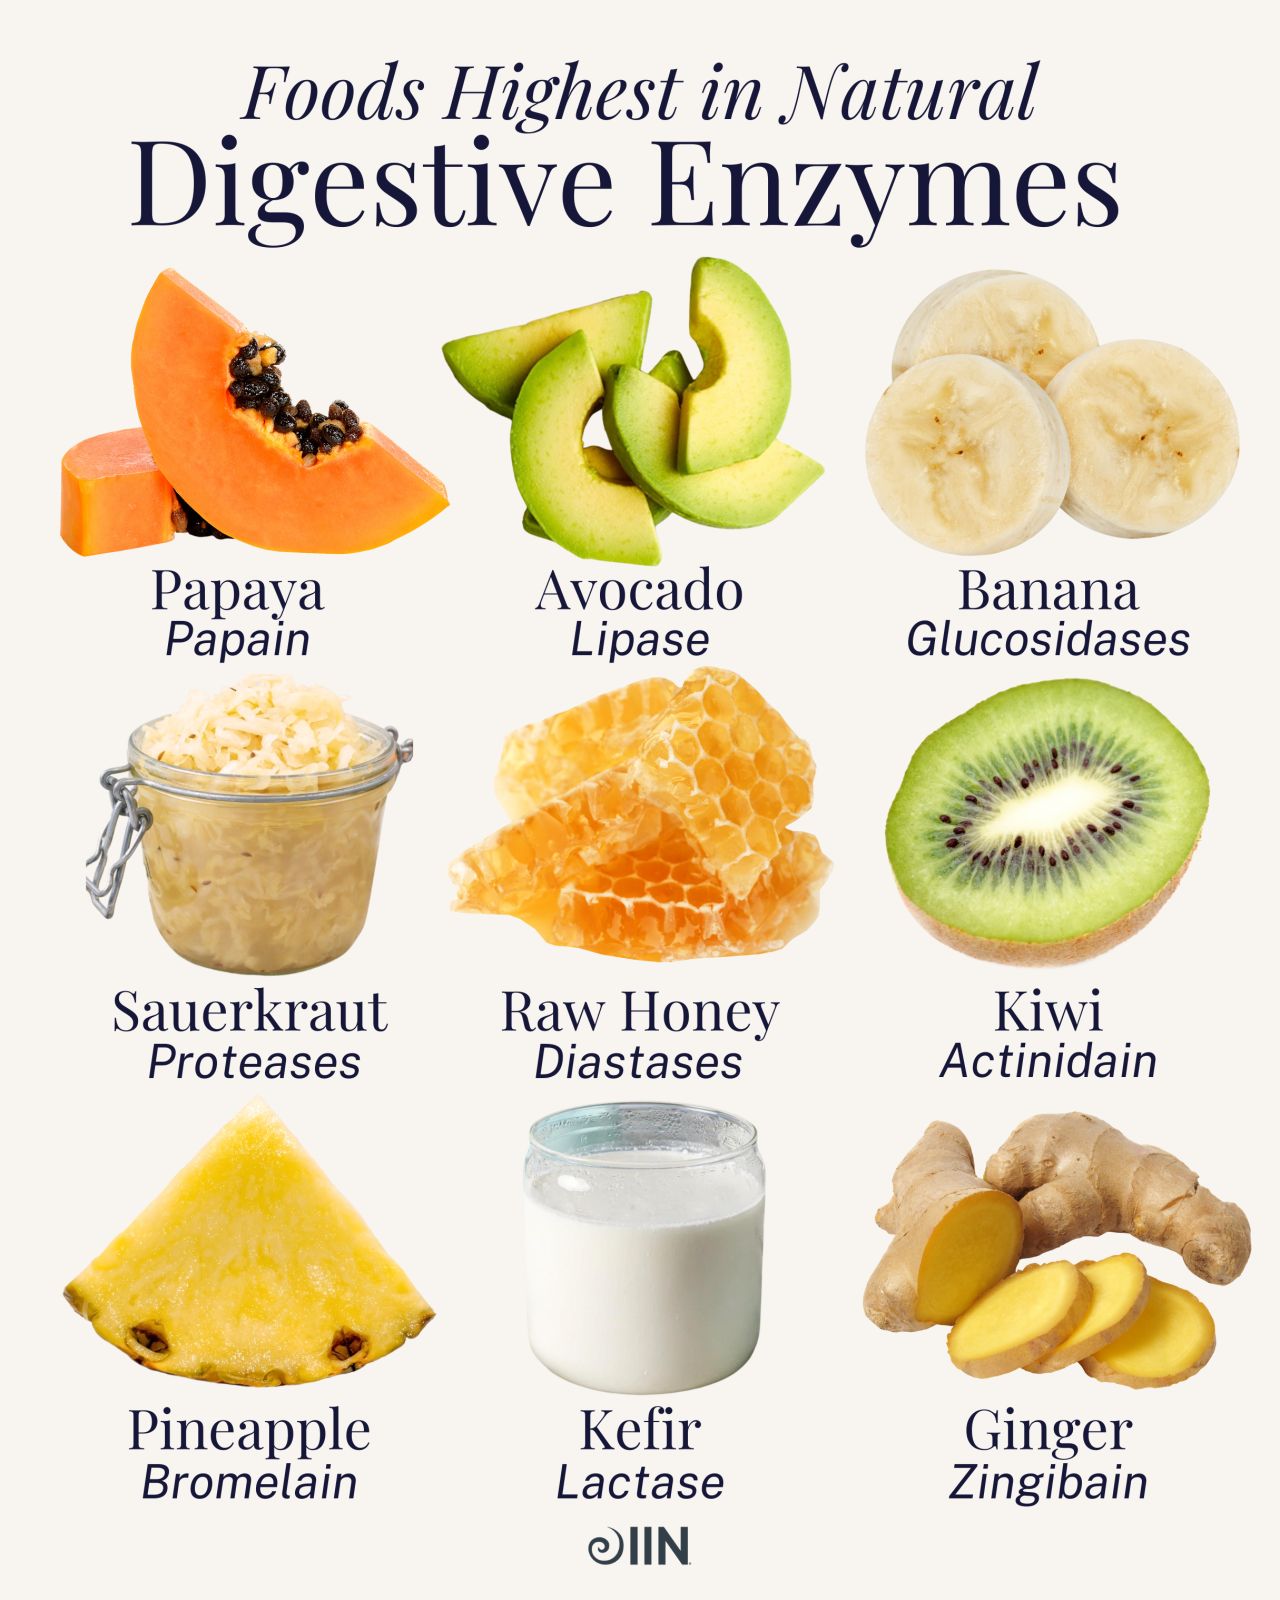 Foods Highest in Natural
Digestive Enzymes
Papaya
Papain
Avocado
Lipase
Banana
Glucosidases
Sauerkraut
Proteases
Raw Honey
Diastases
Kiwi
Actinidain
Pineapple
Bromelain
Kefir
Lactase
Ginger
Zingibain
IIN